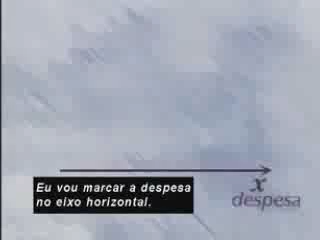 x
despesa
Eu vou marcar a despesa
no eixo horizontal.